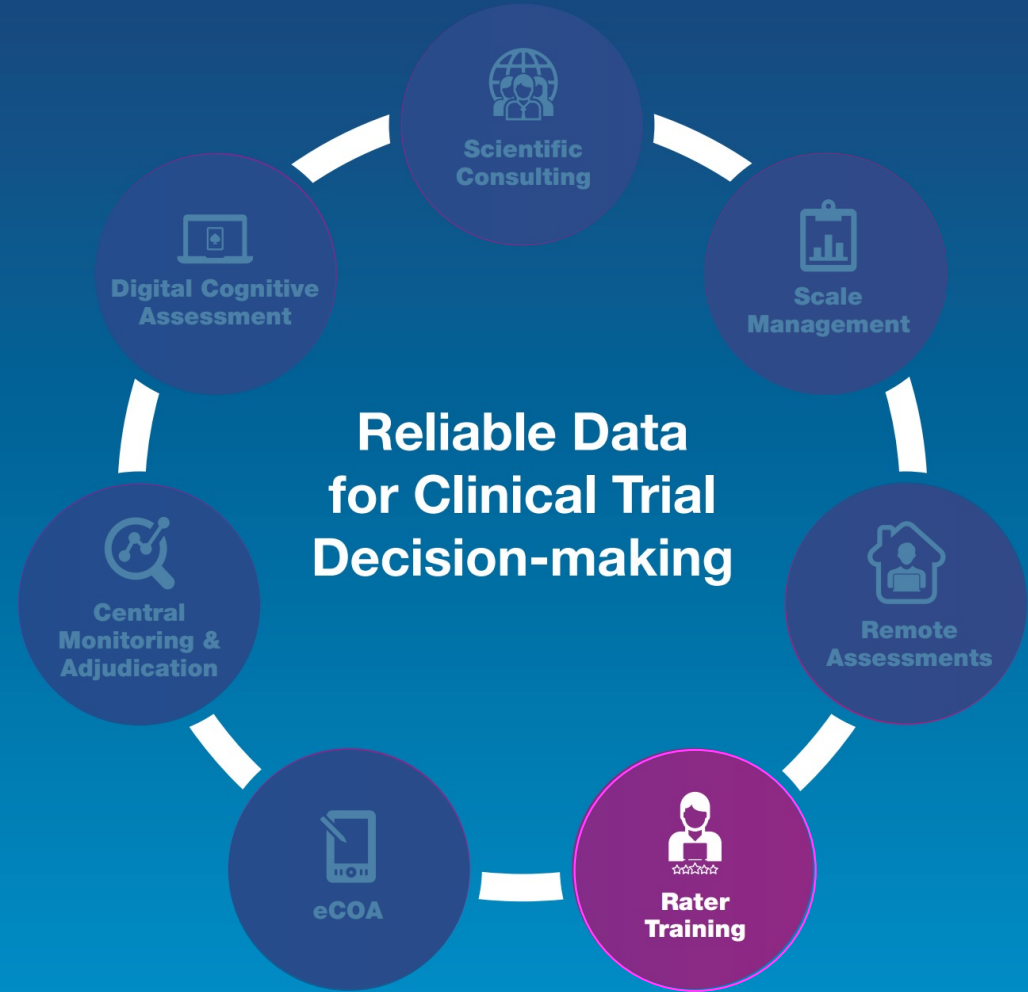 Scientific
Consulting
Digital Cognitive
Assessment
Scale
Management
Reliable Data
for Clinical Trial
Decision-making
Central
Monitoring &
Adjudication
Remote
Assessments
eCOA
Rater
Training